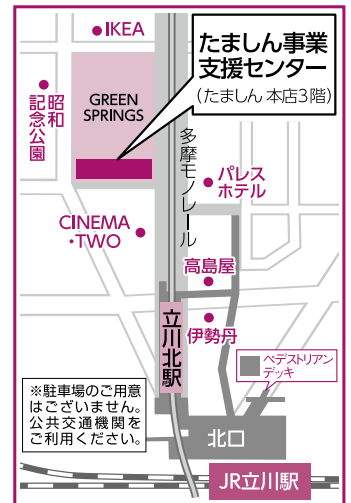 IKEA
たましん事業
支援センター
(たましん 本店3階)
昭和
記念公園
GREEN
SPRINGS
多摩モノレール
パレス
ホテル
CINEMA
・TWO
高島屋
立川北駅
伊勢丹
ペデストリアン
デッキ
※駐車場のご用意
はございません。
公共交通機関を
ご利用ください。
北口
JR立川駅